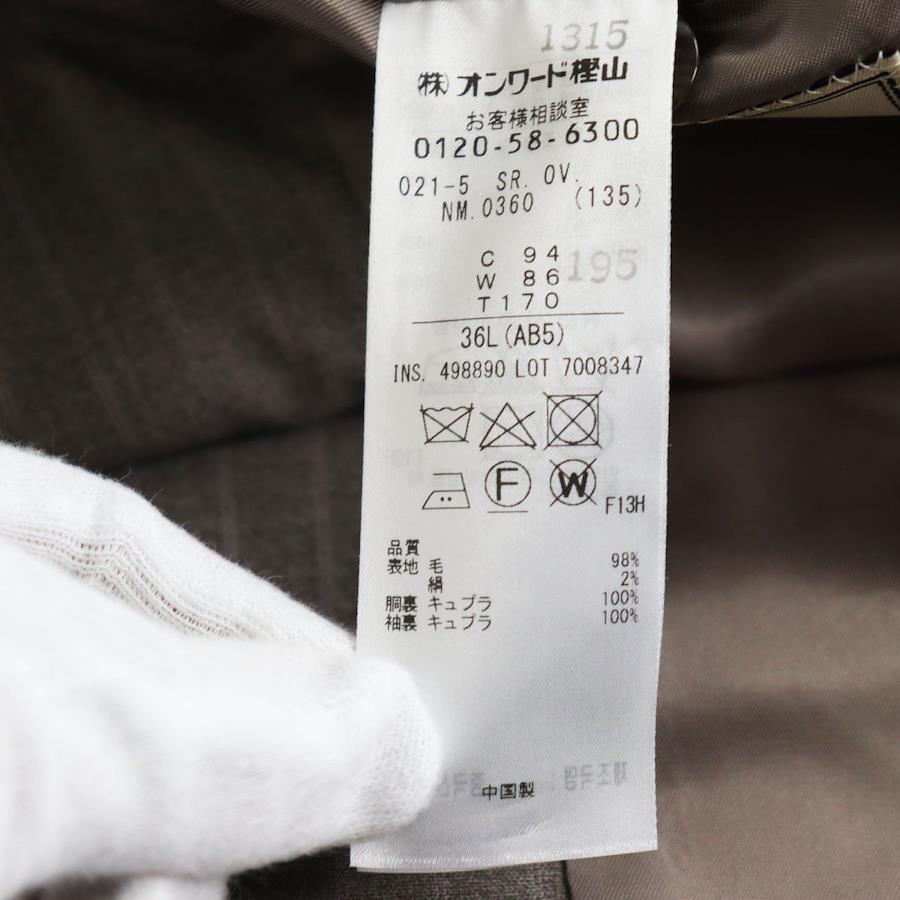 1315
㈱オンワード樫山
お客様相談室
0120-58-6300
021-5 SR. OV.
NM.0360 (135)
C 94
W 86
T170
195
36L(AB5)
INS. 498890 LOT 7008347
F
W
F13H
品質
表地 毛 98%
絹 2%
胴裏 キュプラ 100%
袖裏 キュプラ 100%
中国製